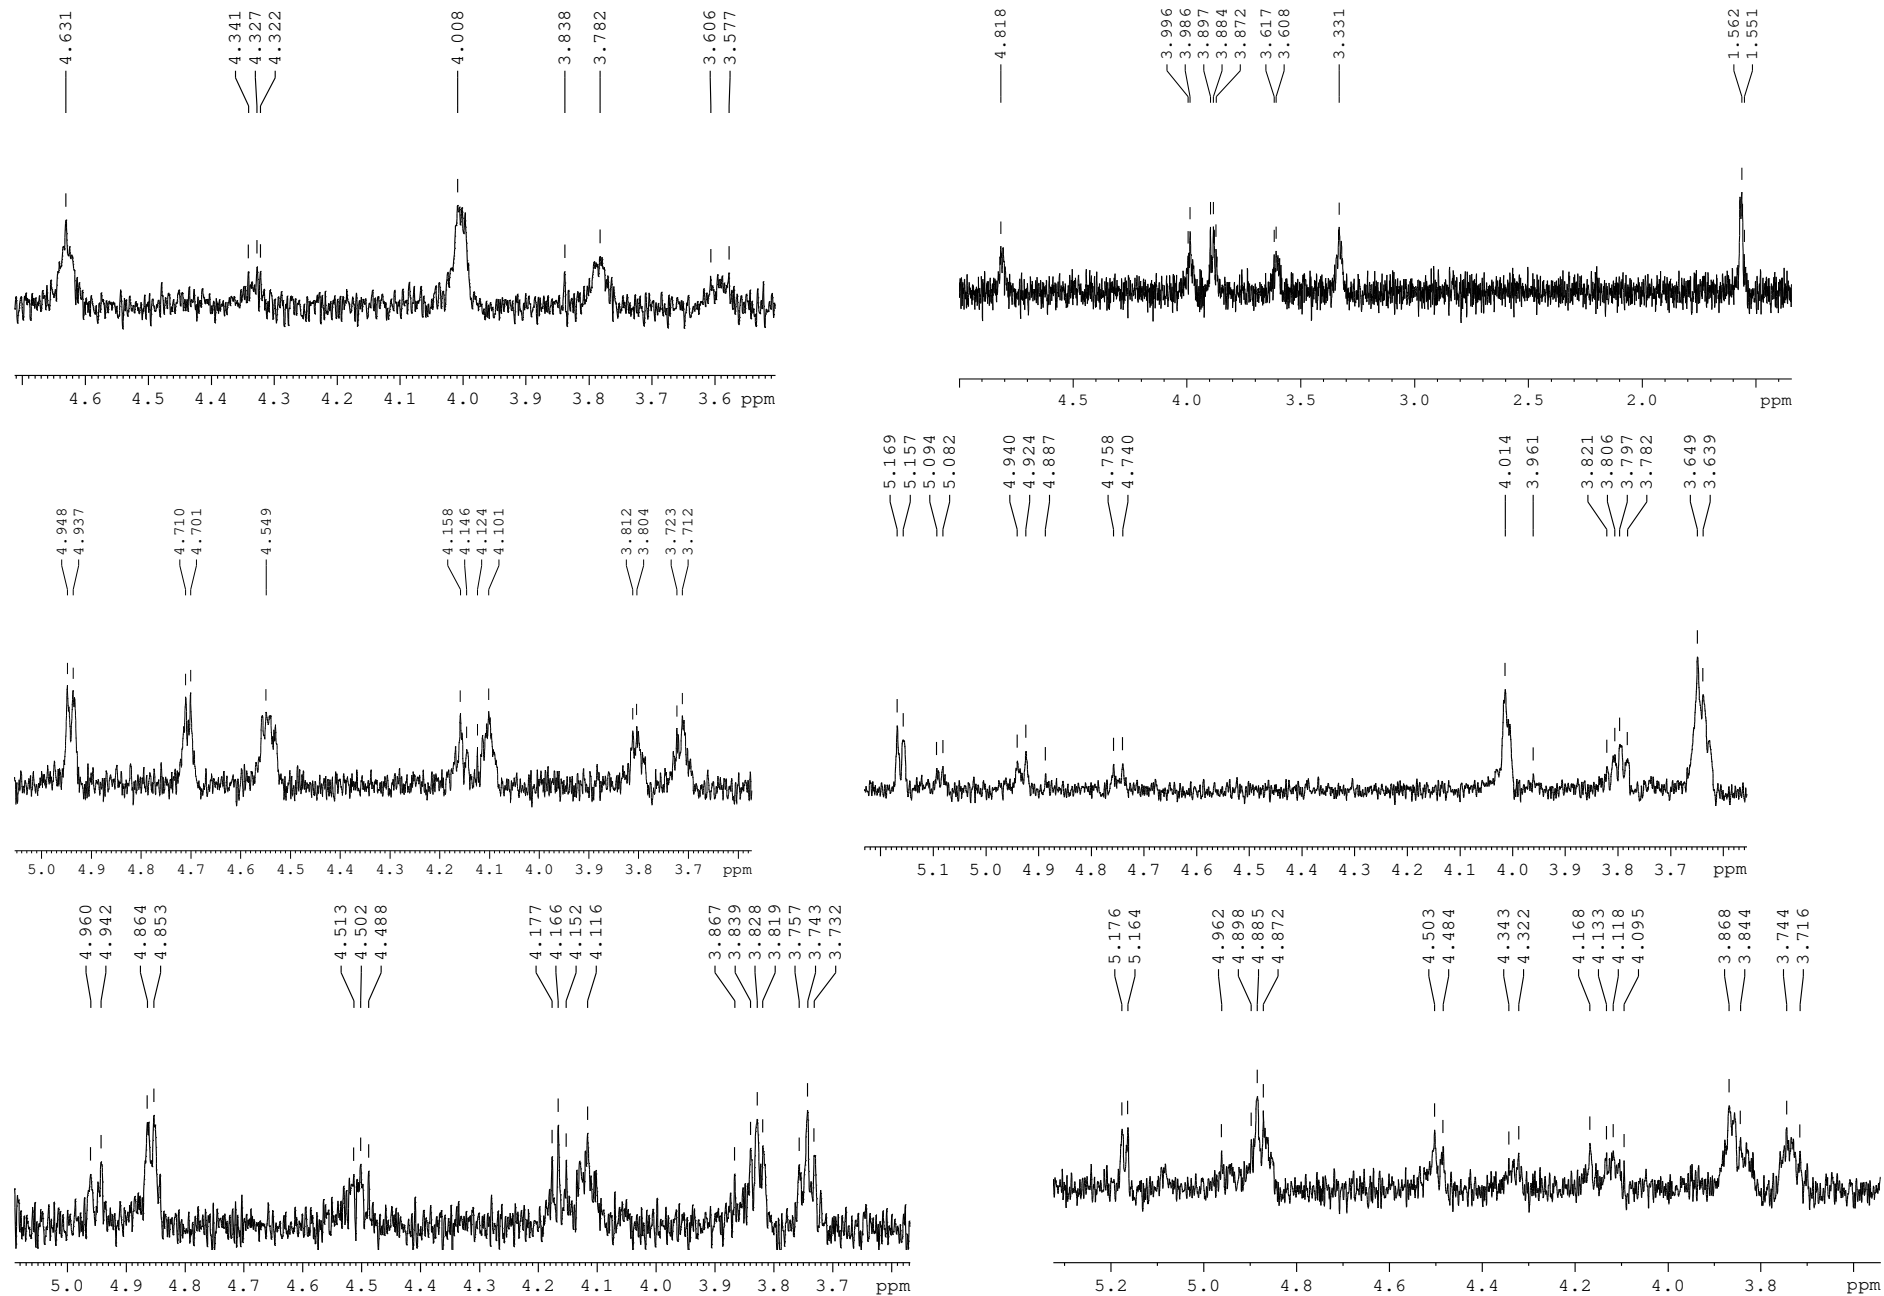 4.631 4.341 4.327 4.322 4.008 3.838 3.782 3.606 3.577
4.6 4.5 4.4 4.3 4.2 4.1 4.0 3.9 3.8 3.7 3.6 ppm
4.818 3.996 3.986 3.897 3.884 3.872 3.617 3.608 3.331 1.562 1.551
4.5 4.0 3.5 3.0 2.5 2.0 ppm
4.948 4.937 4.710 4.701 4.549 4.158 4.146 4.124 4.101 3.812 3.804 3.723 3.712
5.0 4.9 4.8 4.7 4.6 4.5 4.4 4.3 4.2 4.1 4.0 3.9 3.8 3.7 ppm
5.169 5.157 5.094 5.082 4.940 4.924 4.887 4.758 4.740 4.014 3.961 3.821 3.806 3.797 3.782 3.649 3.639
5.1 5.0 4.9 4.8 4.7 4.6 4.5 4.4 4.3 4.2 4.1 4.0 3.9 3.8 3.7 ppm
4.960 4.942 4.864 4.853 4.513 4.502 4.488 4.177 4.166 4.152 4.116 3.867 3.839 3.828 3.819 3.757 3.743 3.732
5.0 4.9 4.8 4.7 4.6 4.5 4.4 4.3 4.2 4.1 4.0 3.9 3.8 3.7 ppm
5.176 5.164 4.962 4.898 4.885 4.872 4.503 4.484 4.343 4.322 4.168 4.133 4.118 4.095 3.868 3.844 3.744 3.716
5.2 5.0 4.8 4.6 4.4 4.2 4.0 3.8 ppm